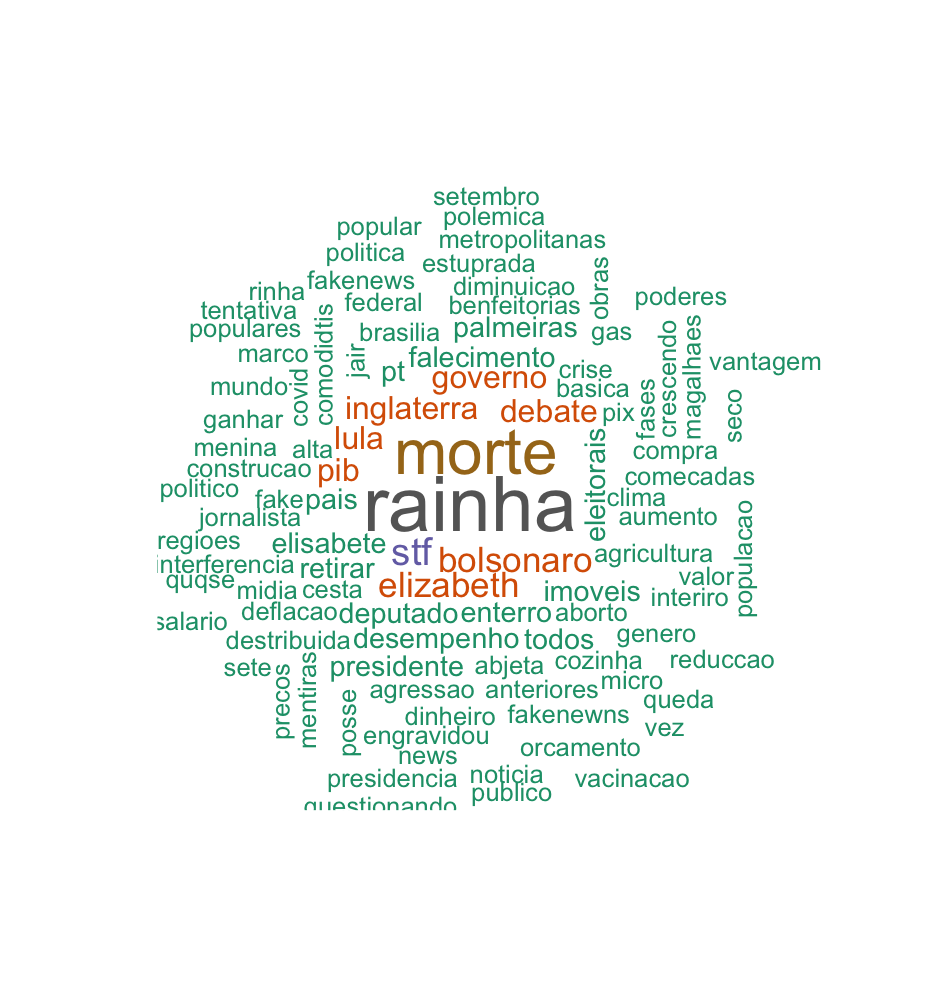 setembro
polemica
popular
metropolitanas
politica
estuprada
obras
fakenews
diminuicao
rinha
poderes
tentativa
federal
benfeitorias
comodidtis
populares
brasilia
palmeiras
gas
crescendo
magalhaes
marco
jair
falecimento
vantagem
pt
governo
crise
mundo
covid
basica
fases
seco
ganhar
inglaterra
debate
pix
menina
alta
lula
morte
compra
construcao
pib
eleitorais
comecadas
politico
fake
pais
rainha
clima
jornalista
aumento
populacao
regioes
elisabete
stf
bolsonaro
agricultura
interferencia
retirar
quqse
midia
cesta
elizabeth
imoveis
valor
interiro
salario
deflacao
deputado
enterro
aborto
destribuida
desempenho
todos
genero
sete
presidente
abjeta
cozinha
reduccao
precos
mentiras
agressao
anteriores
micro
queda
posse
dinheiro
fakenewns
vez
engravidou
orcamento
news
presidencia
noticia
vacinacao
publico
questionando